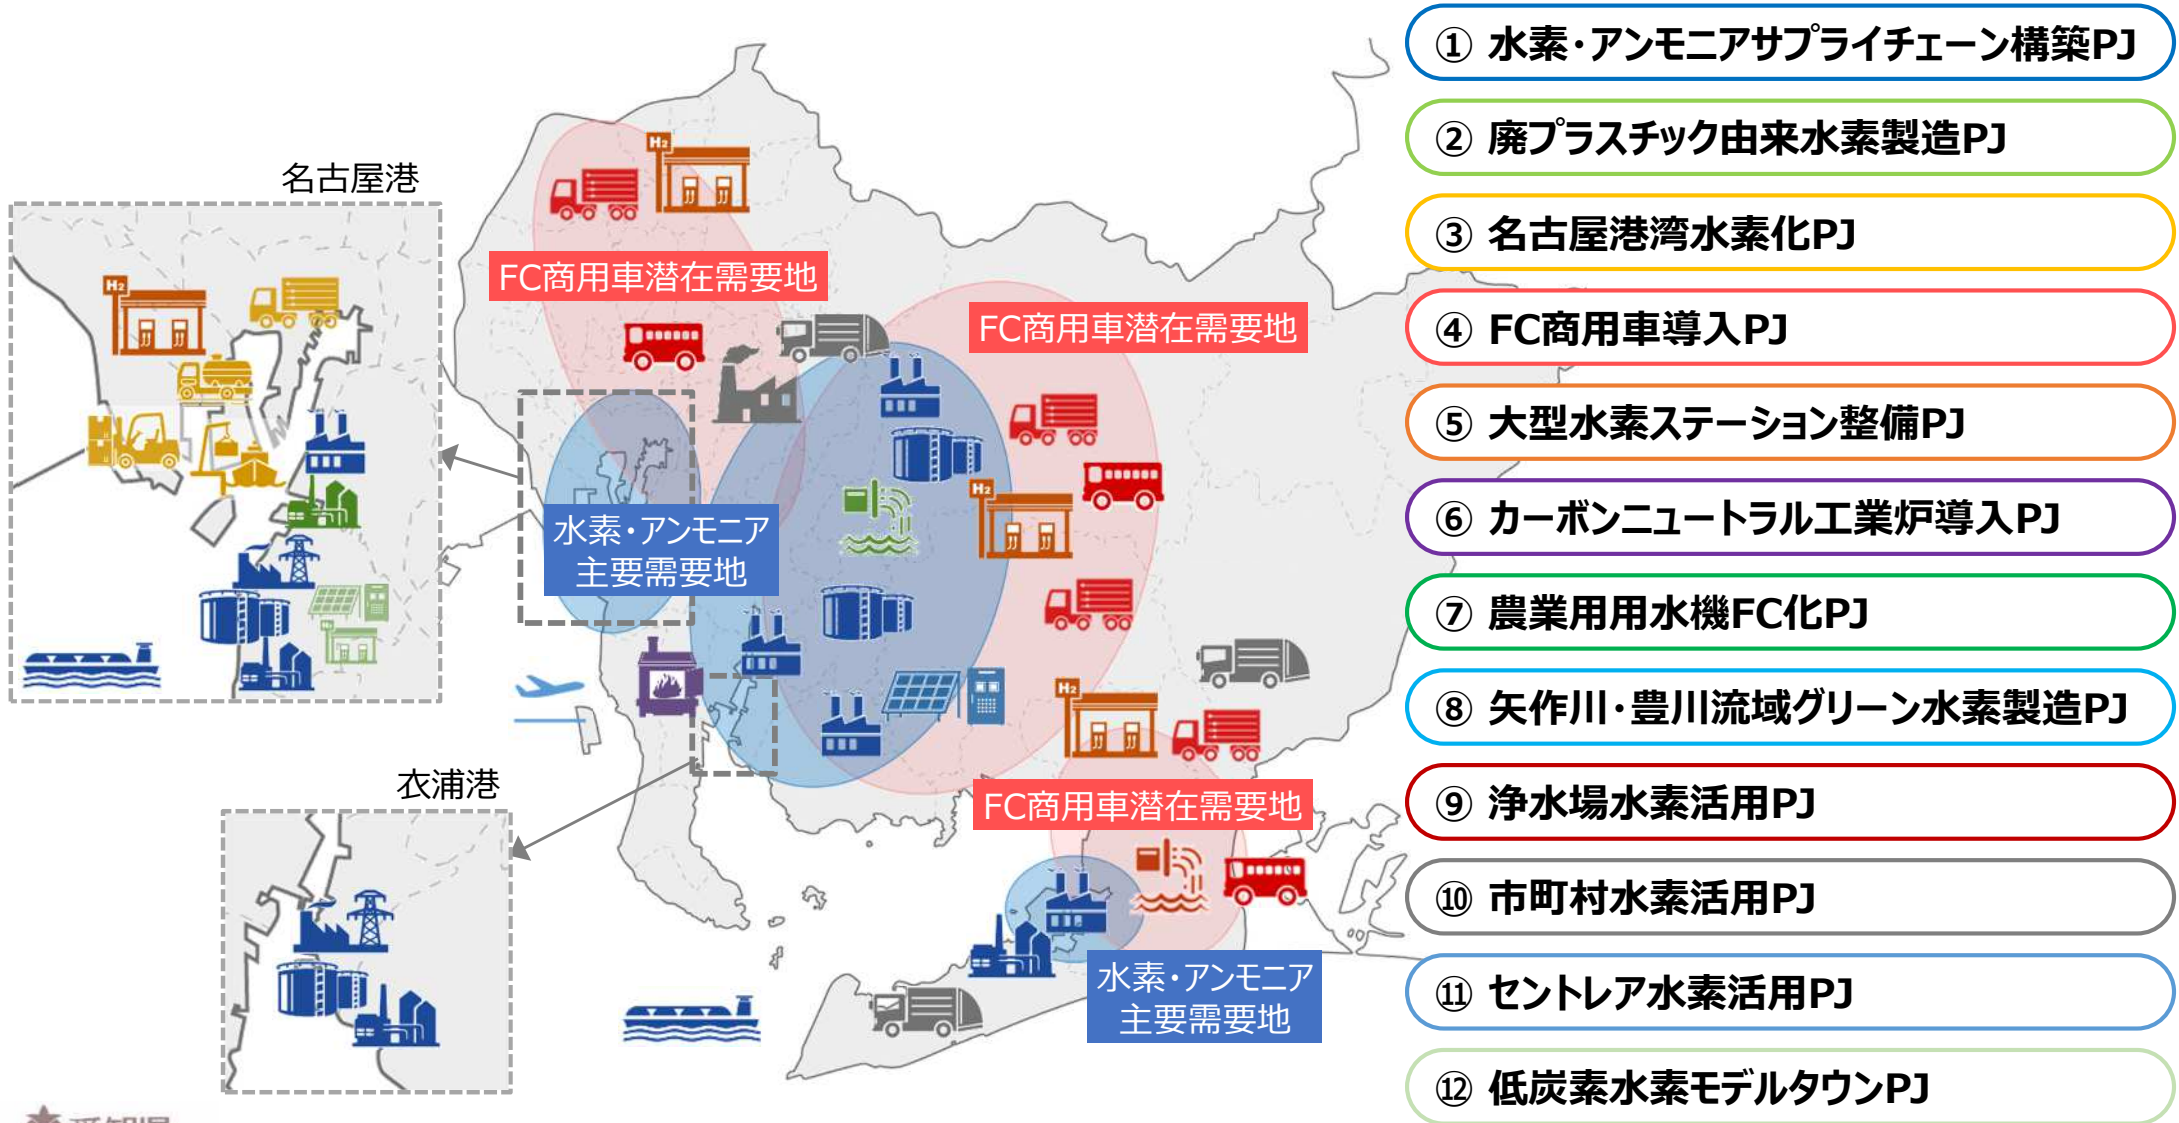 ① 水素・アンモニアサプライチェーン構築PJ
② 廃プラスチック由来水素製造PJ
③ 名古屋港湾水素化PJ
④ FC商用車導入PJ
⑤ 大型水素ステーション整備PJ
⑥ カーボンニュートラル工業炉導入PJ
⑦ 農業用用水機FC化PJ
⑧ 矢作川・豊川流域グリーン水素製造PJ
⑨ 浄水場水素活用PJ
⑩ 市町村水素活用PJ
⑪ セントレア水素活用PJ
⑫ 低炭素水素モデルタウンPJ
名古屋港
H2
H2
FC商用車潜在需要地
FC商用車潜在需要地
水素・アンモニア
主要需要地
H2
H2
衣浦港
FC商用車潜在需要地
水素・アンモニア
主要需要地